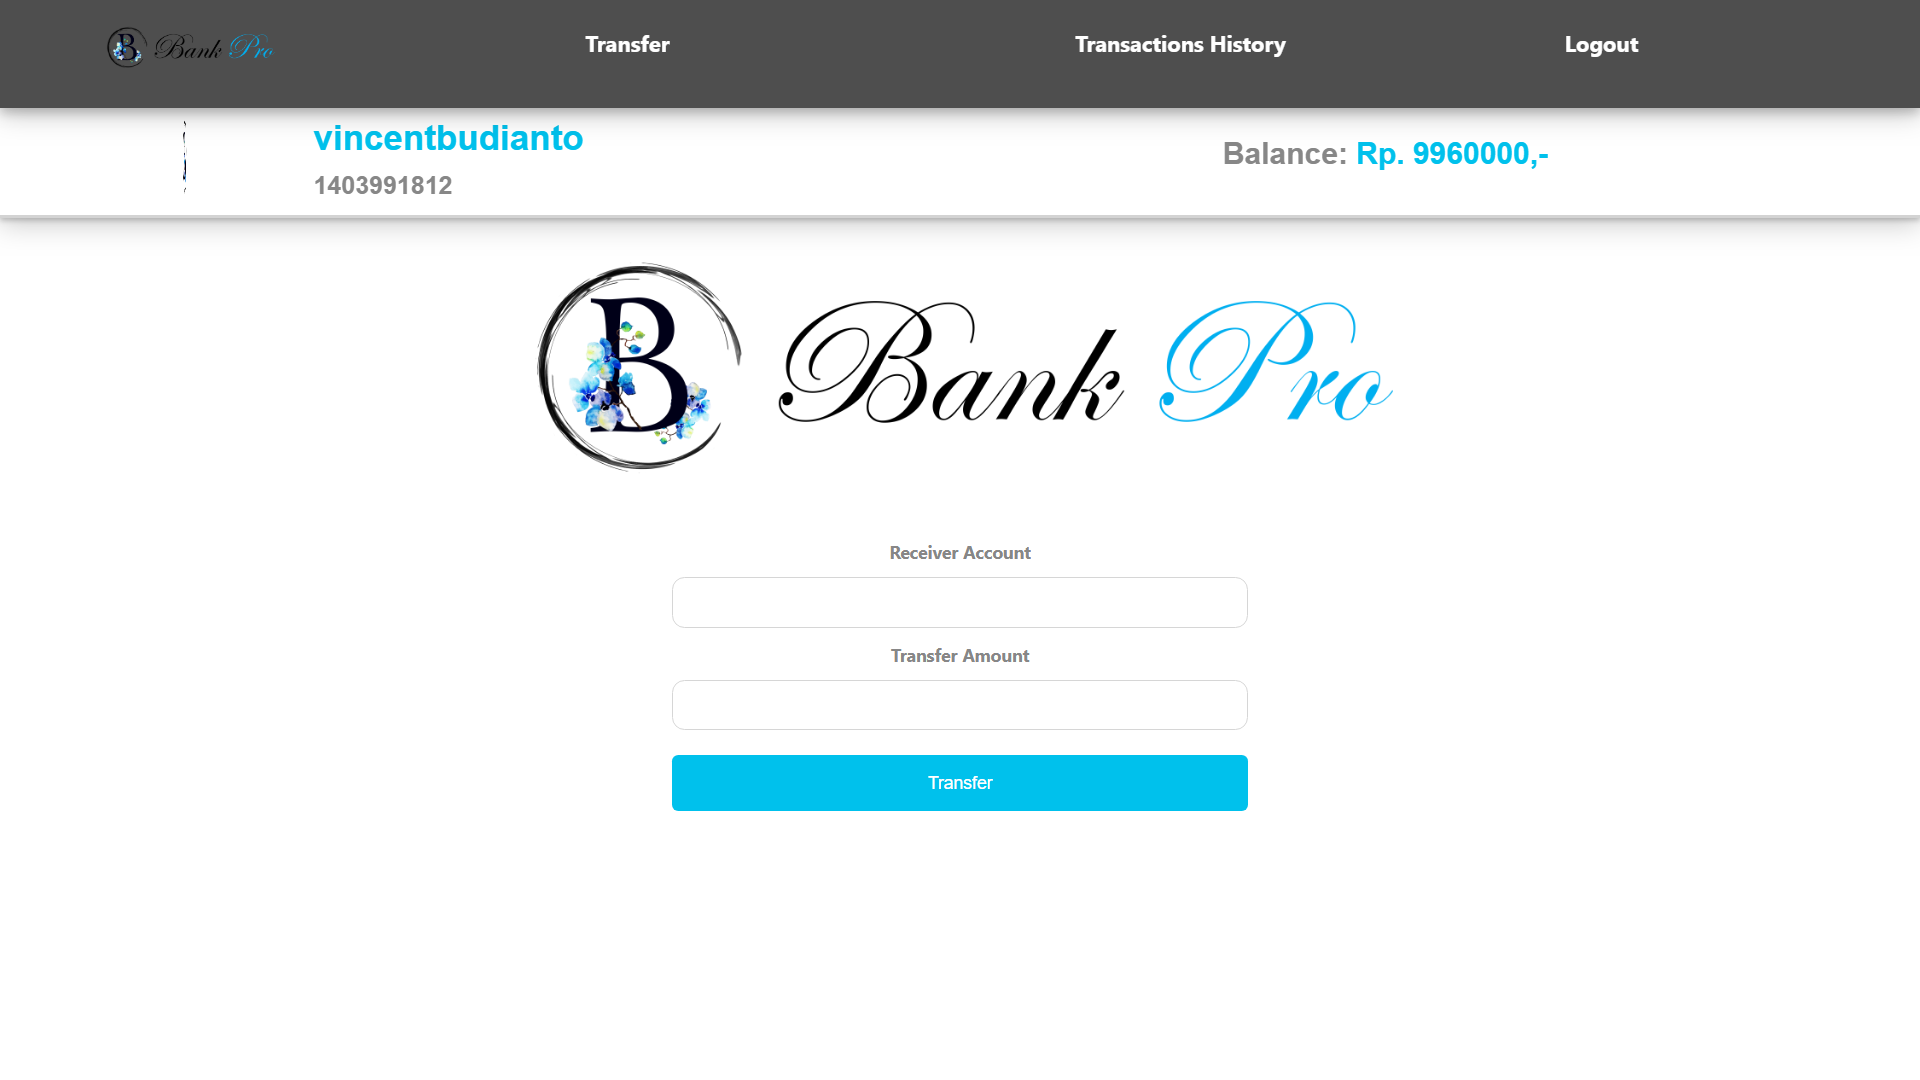 B Bank Pro Transfer Transactions History Logout
vincentbudianto
Balance: Rp. 9960000,-
1403991812
B Bank Pro
Receiver Account
Transfer Amount
Transfer